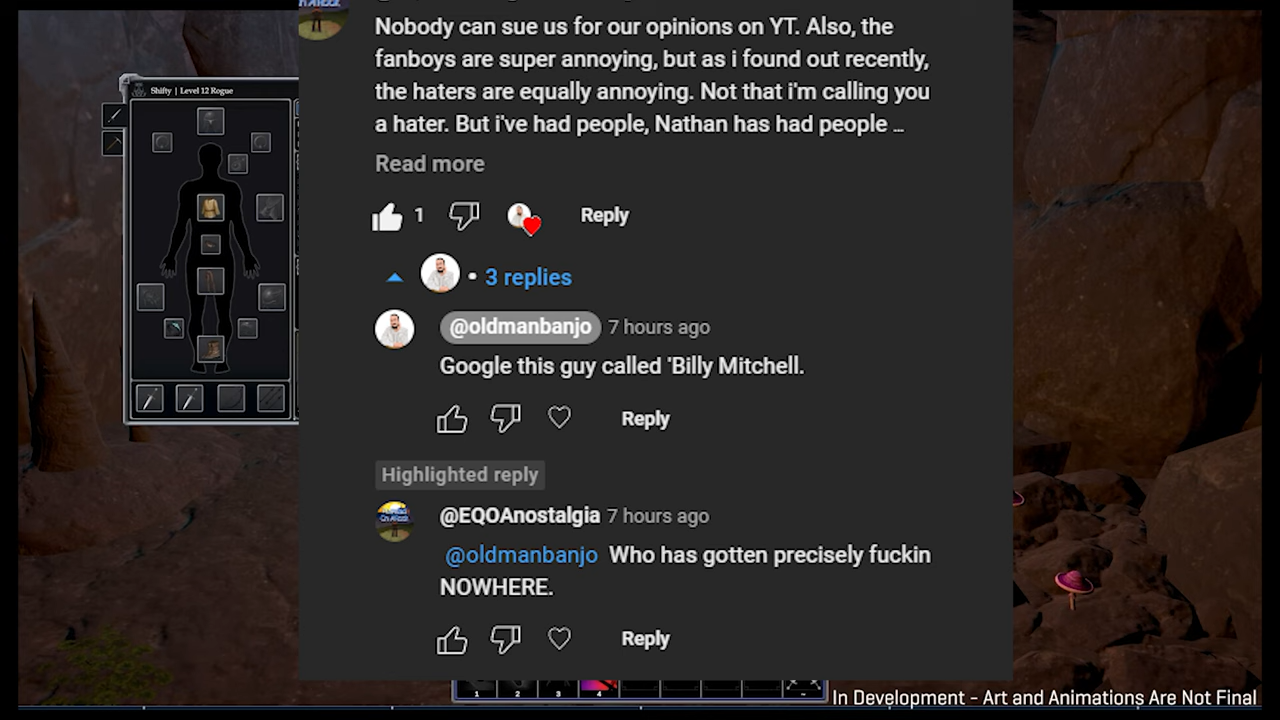 Nobody can sue us for our opinions on YT. Also, the
fanboys are super annoying, but as i found out recently,
the haters are equally annoying. Not that i'm calling you
a hater. But i've had people, Nathan has had people ...
Read more
1 Reply
Shifty | Level 12 Rogue
• 3 replies
@oldmanbanjo 7 hours ago
Google this guy called 'Billy Mitchell.
Reply
Highlighted reply
@EQOAnostalgia 7 hours ago
@oldmanbanjo Who has gotten precisely fuckin
NOWHERE.
Reply
1 2 3 4
In Development - Art and Animations Are Not Final